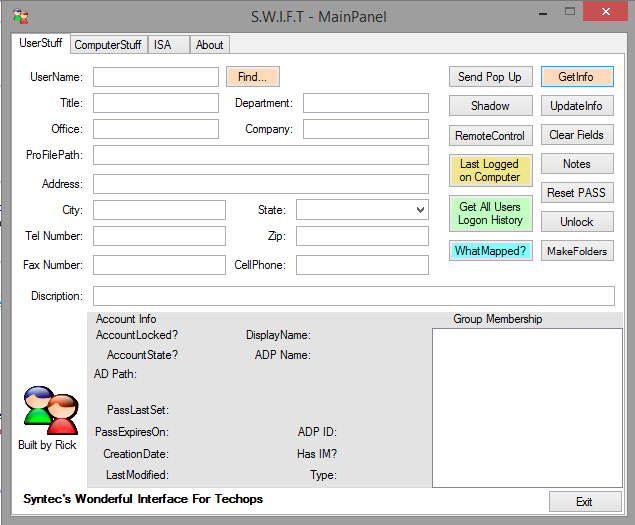 S.W.I.F.T - MainPanel
UserStuff ComputerStuff ISA About
UserName: Find... Send Pop Up GetInfo
Title: Department: Shadow UpdateInfo
Office: Company: RemoteControl Clear Fields
ProFilePath: Last Logged on Computer Notes
Address: Reset PASS
City: State: Get All Users Logon History Unlock
Tel Number: Zip:
WhatMapped? MakeFolders
Fax Number: CellPhone:
Discription:
Account Info Group Membership
AccountLocked? DisplayName:
AccountState? ADP Name:
AD Path:
PassLastSet:
PassExpiresOn: ADP ID:
Built by Rick
CreationDate: Has IM?
LastModified: Type:
Syntec's Wonderful Interface For Techops Exit